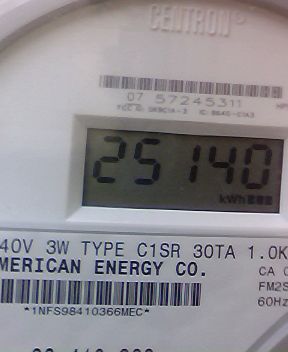 CENTRON®
07 57245311
25140
kWh
40V 3W TYPE C1SR 30TA 1.0K
MERICAN ENERGY CO.
CA
FM2S
60Hz
*1NFS98410366MEC*